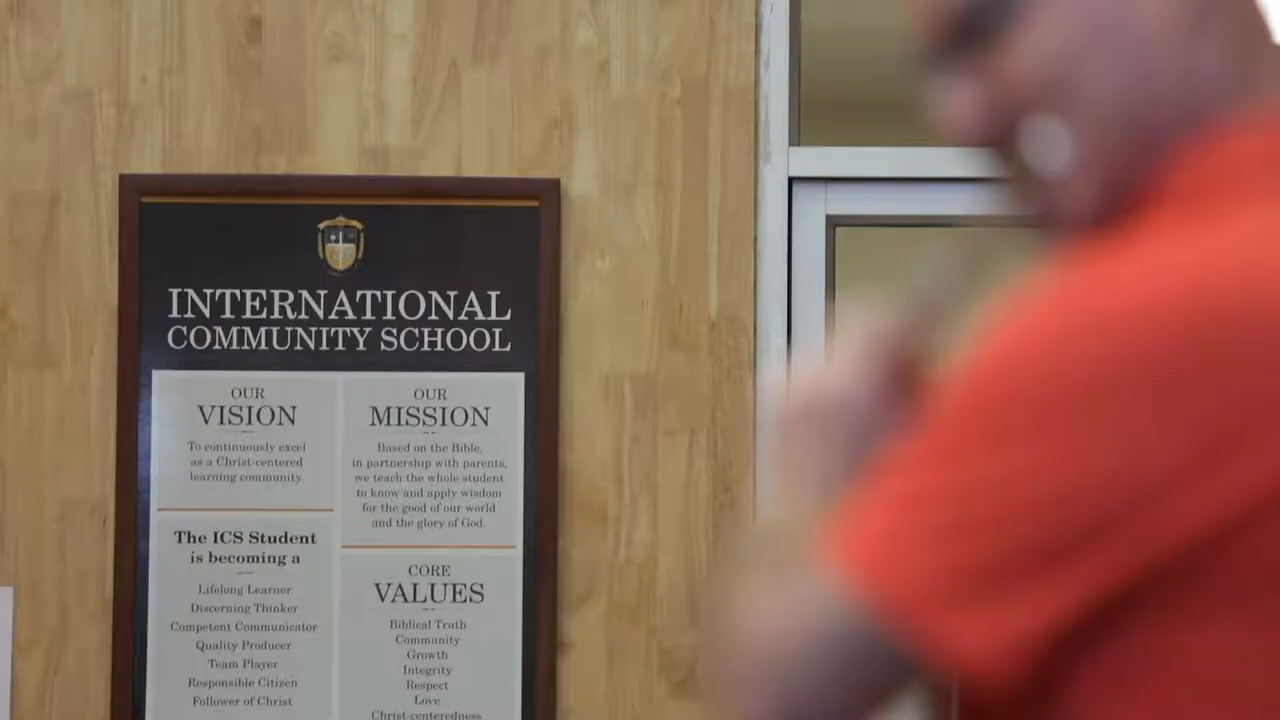 INTERNATIONAL
COMMUNITY SCHOOL
OUR
VISION
To continuously excel
as a Christ-centered
learning community.
The ICS Student
is becoming a
Lifelong Learner
Discerning Thinker
Competent Communicator
Quality Producer
Team Player
Responsible Citizen
Follower of Christ
OUR
MISSION
Based on the Bible,
in partnership with parents,
we teach the whole student
to know and apply wisdom
for the good of our world
and the glory of God.
CORE
VALUES
Biblical Truth
Community
Growth
Integrity
Respect
Love
Christ-centeredness